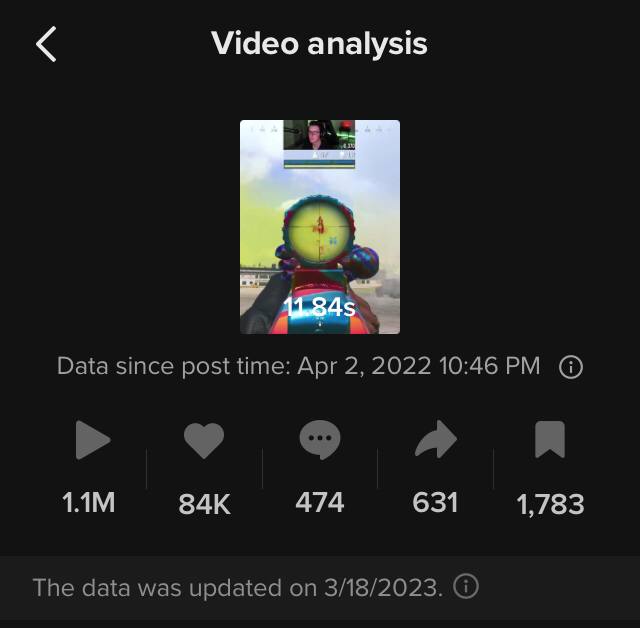 Video analysis
11.84s
Data since post time: Apr 2, 2022 10:46 PM
1.1M
84K
474
631
1,783
The data was updated on 3/18/2023.